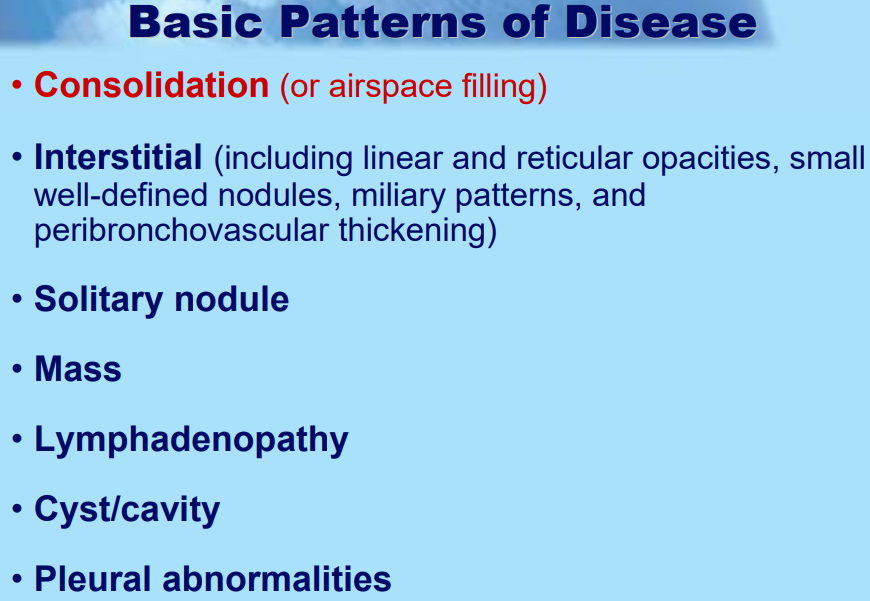 Basic Patterns of Disease
• Consolidation (or airspace filling)
• Interstitial (including linear and reticular opacities, small
well-defined nodules, miliary patterns, and
peribronchovascular thickening)
• Solitary nodule
• Mass
• Lymphadenopathy
• Cyst/cavity
• Pleural abnormalities